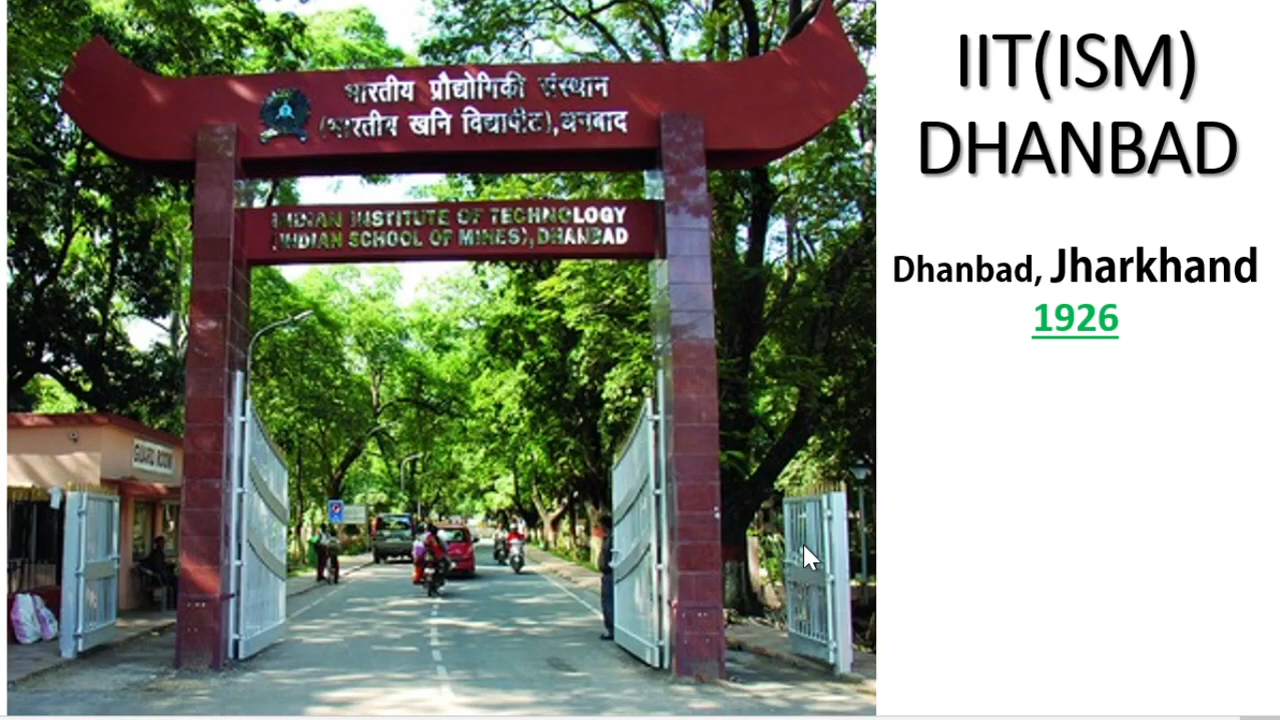 भारतीय प्रौद्योगिकी संस्थान
(भारतीय खनि विद्यापीठ),धनबाद
INDIAN INSTITUTE OF TECHNOLOGY
(INDIAN SCHOOL OF MINES), DHANBAD
GUARD ROOM
IIT(ISM)
DHANBAD
Dhanbad, Jharkhand
1926